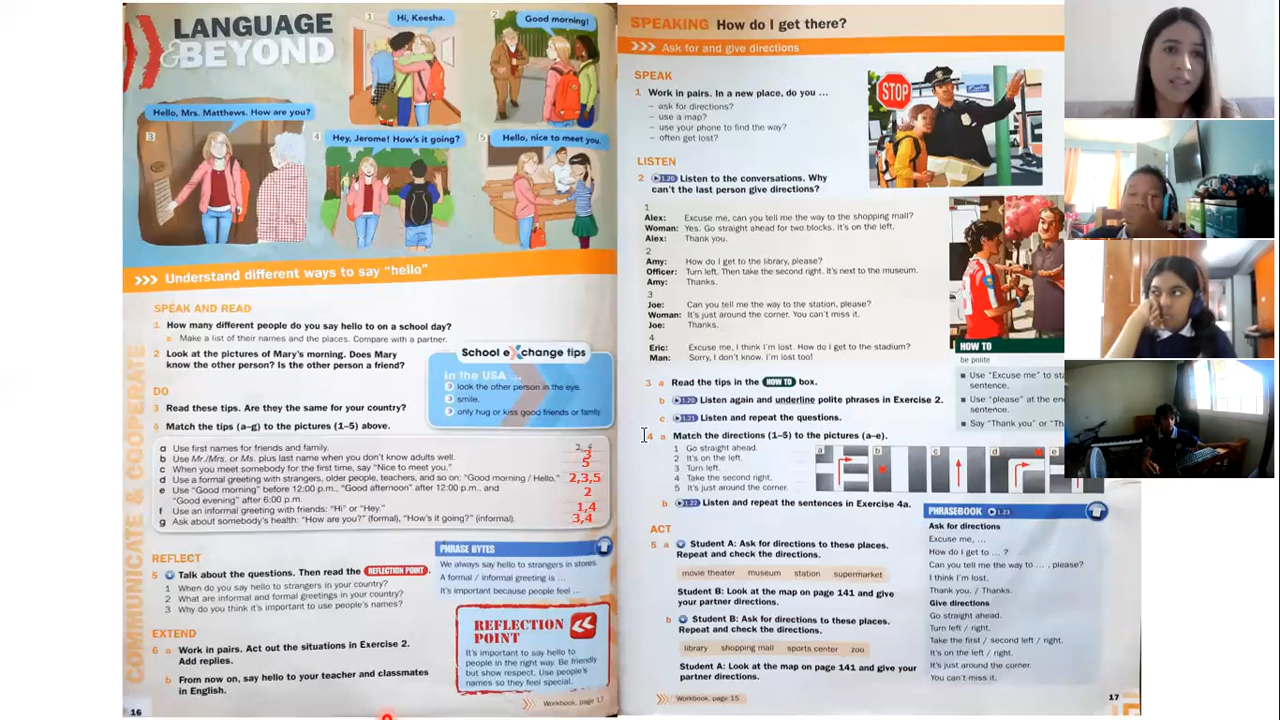 LANGUAGE
& BEYOND
1
Hi, Keesha.
2
Good morning!
Hello, Mrs. Matthews. How are you?
3
4
Hey, Jerome! How's it going?
5
Hello, nice to meet you.
>>> Understand different ways to say "hello"
COMMUNICATE & COOPERATE
SPEAK AND READ
1 How many different people do you say hello to on a school day?
Make a list of their names and the places. Compare with a partner.
2 Look at the pictures of Mary's morning. Does Mary
know the other person? Is the other person a friend?
School eXchange tips
In the USA ...
look the other person in the eye.
smile.
only hug or kiss good friends or family.
DO
3 Read these tips. Are they the same for your country?
4 Match the tips (a–g) to the pictures (1–5) above.
a Use first names for friends and family.
2, 4
b Use Mr./Mrs. or Ms. plus last name when you don't know adults well.
3
c When you meet somebody for the first time, say "Nice to meet you."
5
d Use a formal greeting with strangers, older people, teachers, and so on: "Good morning / Hello."
2,3,5
e Use "Good morning" before 12:00 p.m., "Good afternoon" after 12:00 p.m., and
"Good evening" after 6:00 p.m.
2
f Use an informal greeting with friends: "Hi" or "Hey."
1,4
g Ask about somebody's health: "How are you?" (formal), "How's it going?" (informal).
3,4
REFLECT
5 Talk about the questions. Then read the REFLECTION POINT.
1 When do you say hello to strangers in your country?
2 What are informal and formal greetings in your country?
3 Why do you think it's important to use people's names?
PHRASE BYTES
We always say hello to strangers in stores.
A formal / informal greeting is ...
It's important because people feel ...
EXTEND
6 a Work in pairs. Act out the situations in Exercise 2.
Add replies.
b From now on, say hello to your teacher and classmates
in English.
REFLECTION
POINT
It's important to say hello to
people in the right way. Be friendly
but show respect. Use people's
names so they feel special.
Workbook, page 17
16
SPEAKING How do I get there?
>>> Ask for and give directions
SPEAK
1 Work in pairs. In a new place, do you ...
– ask for directions?
– use a map?
– use your phone to find the way?
– often get lost?
STOP
LISTEN
2 1.20 Listen to the conversations. Why
can't the last person give directions?
1
Alex: Excuse me, can you tell me the way to the shopping mall?
Woman: Yes. Go straight ahead for two blocks. It's on the left.
Alex: Thank you.
2
Amy: How do I get to the library, please?
Officer: Turn left. Then take the second right. It's next to the museum.
Amy: Thanks.
3
Joe: Can you tell me the way to the station, please?
Woman: It's just around the corner. You can't miss it.
Joe: Thanks.
4
Eric: Excuse me, I think I'm lost. How do I get to the stadium?
Man: Sorry, I don't know. I'm lost too!
HOW TO
be polite
Use "Excuse me" to
sentence.
Use "please" at the
sentence.
Say "Thank you" or
3 a Read the tips in the HOW TO box.
b 1.20 Listen again and underline polite phrases in Exercise 2.
c 1.21 Listen and repeat the questions.
4 a Match the directions (1–5) to the pictures (a–e).
1 Go straight ahead.
2 It's on the left.
3 Turn left.
4 Take the second right.
5 It's just around the corner.
a b c d e
b 1.22 Listen and repeat the sentences in Exercise 4a.
ACT
5 a Student A: Ask for directions to these places.
Repeat and check the directions.
movie theater museum station supermarket
Student B: Look at the map on page 141 and give
your partner directions.
b Student B: Ask for directions to these places.
Repeat and check the directions.
library shopping mall sports center zoo
Student A: Look at the map on page 141 and give your
partner directions.
PHRASEBOOK 1.23
Ask for directions
Excuse me, ...
How do I get to ... ?
Can you tell me the way to ... , please?
I think I'm lost.
Thank you. / Thanks.
Give directions
Go straight ahead.
Turn left / right.
Take the first / second left / right.
It's on the left / right.
It's just around the corner.
You can't miss it.
Workbook, page 15
17